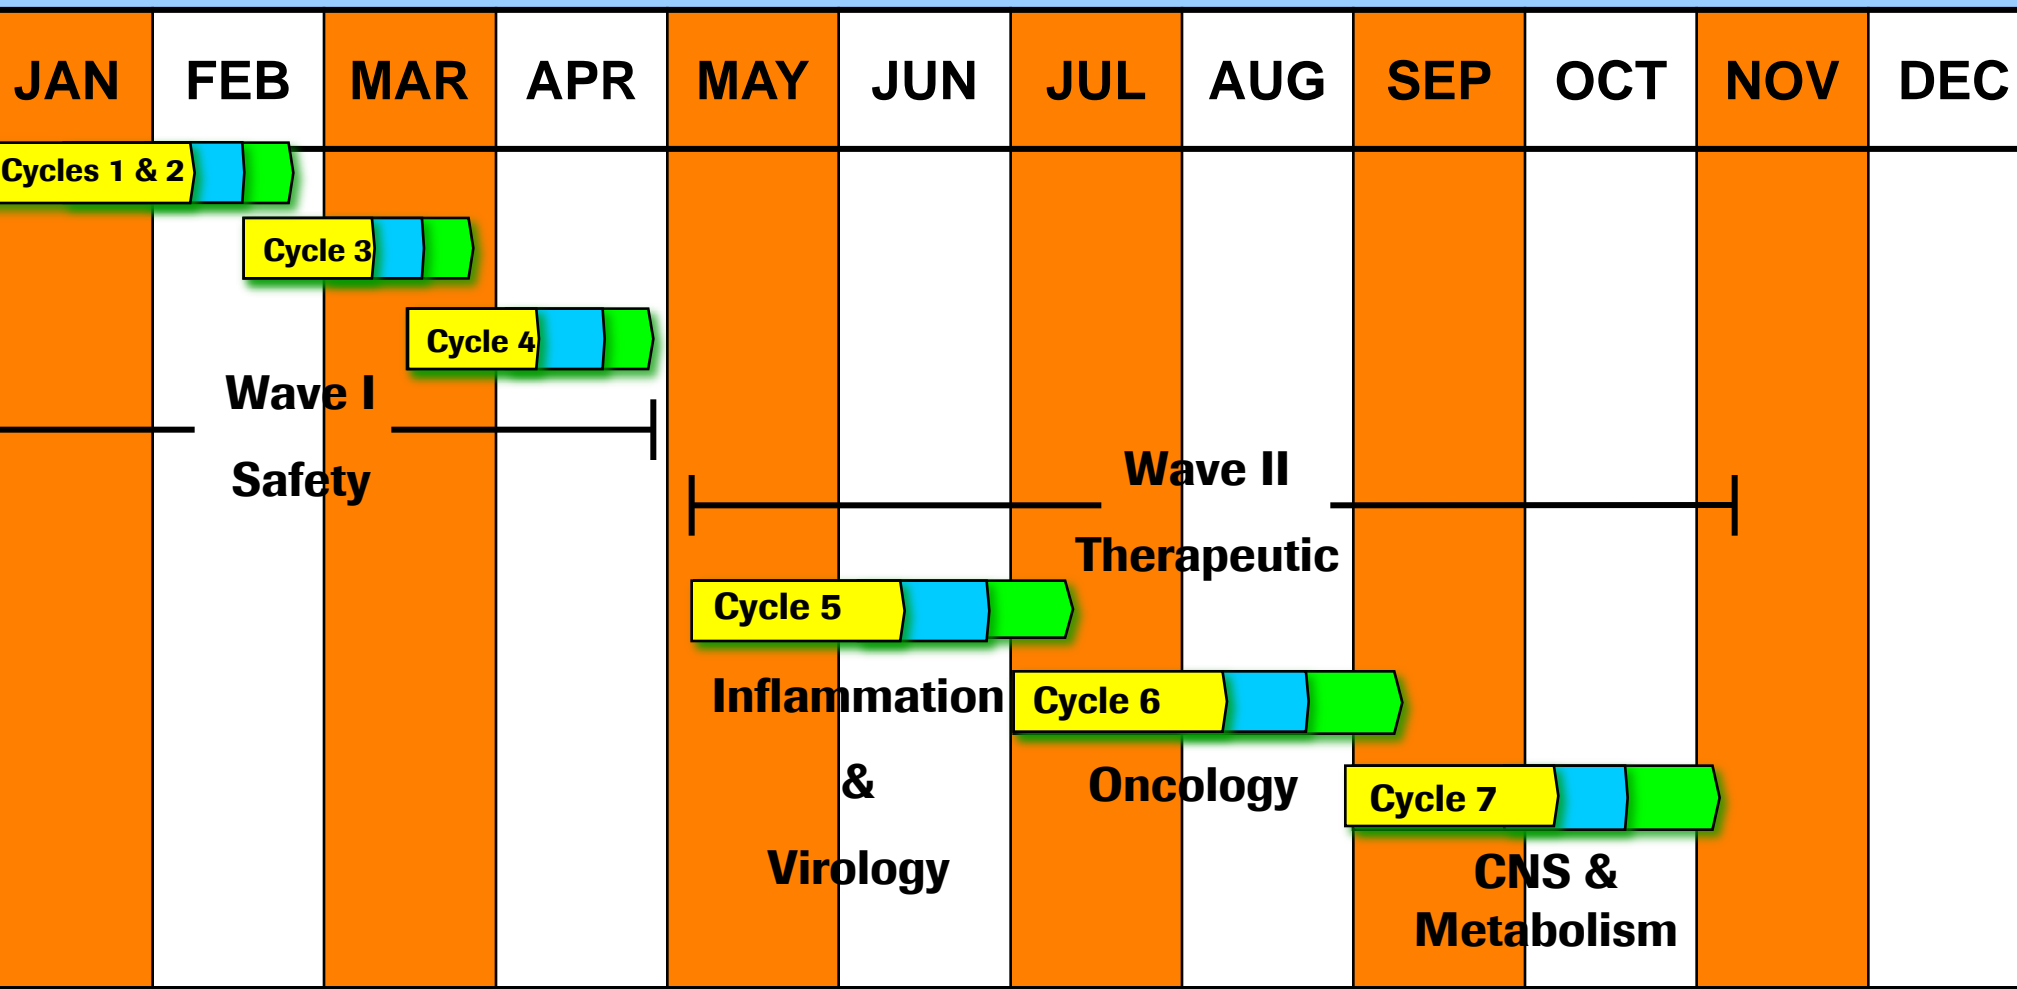 JAN FEB MAR APR MAY JUN JUL AUG SEP OCT NOV DEC
Cycles 1 & 2
Cycle 3
Cycle 4
Wave I
Safety
Wave II
Therapeutic
Cycle 5
Inflammation
&
Virology
Cycle 6
Oncology
Cycle 7
CNS &
Metabolism